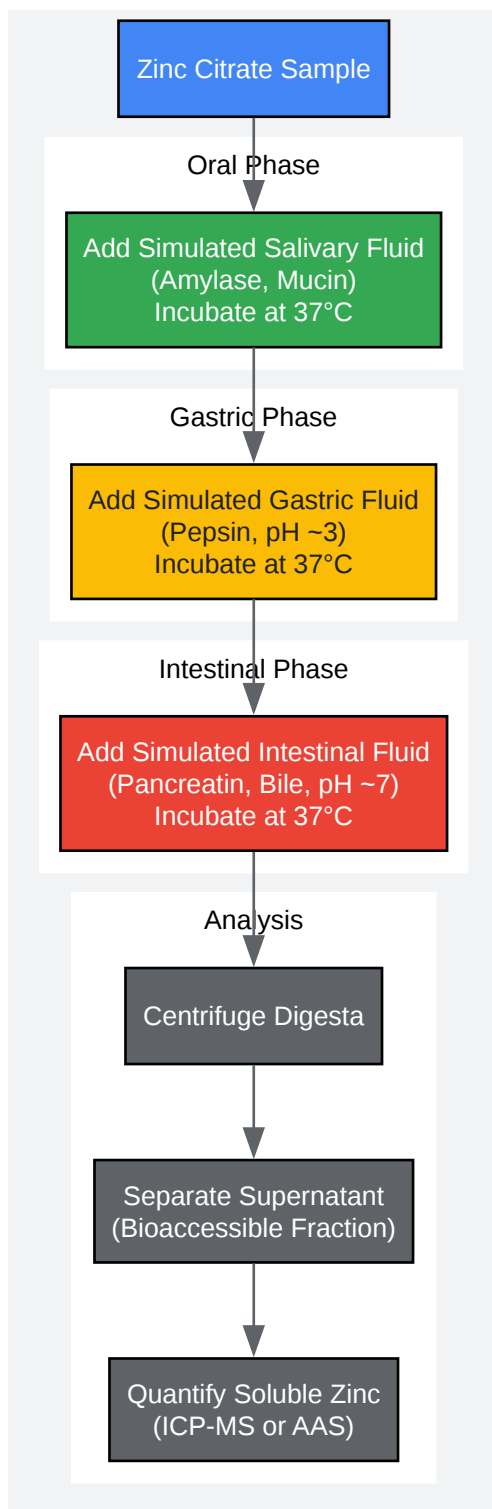 Zinc Citrate Sample
Oral Phase
Add Simulated Salivary Fluid
(Amylase, Mucin)
Incubate at 37°C
Gastric Phase
Add Simulated Gastric Fluid
(Pepsin, pH ~3)
Incubate at 37°C
Intestinal Phase
Add Simulated Intestinal Fluid
(Pancreatin, Bile, pH ~7)
Incubate at 37°C
Analysis
Centrifuge Digesta
Separate Supernatant
(Bioaccessible Fraction)
Quantify Soluble Zinc
(ICP-MS or AAS)